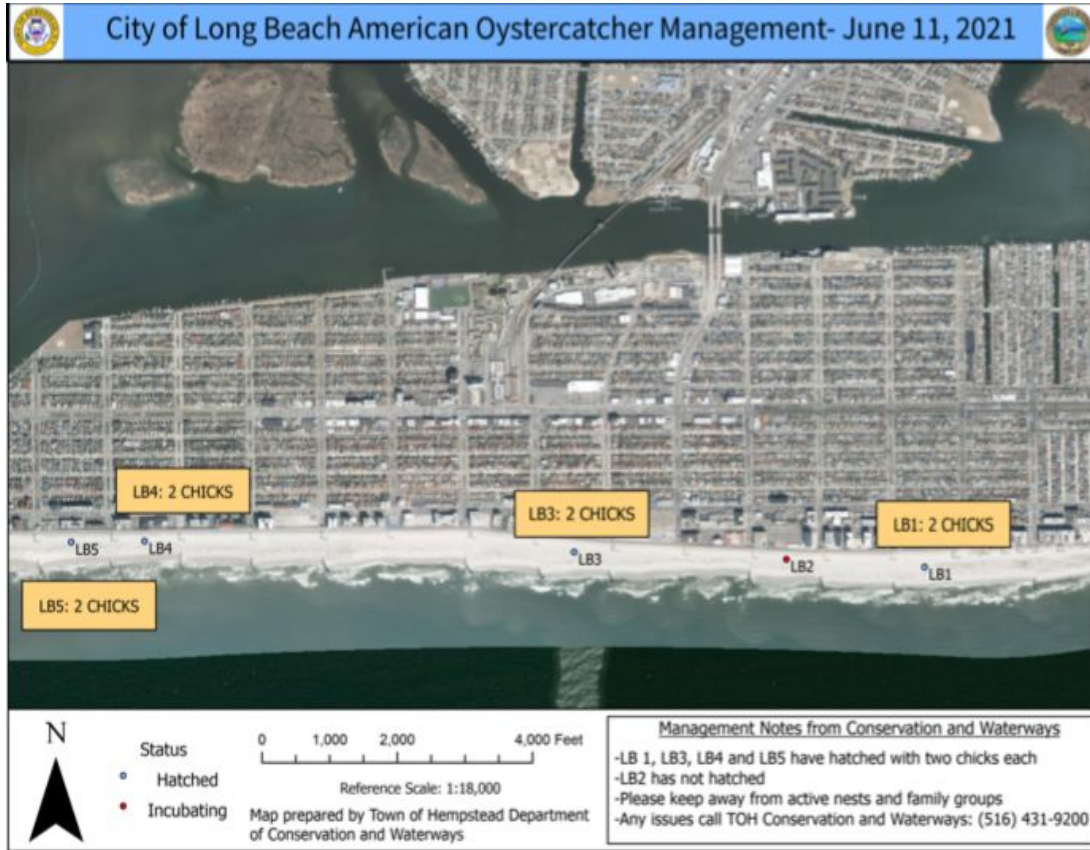 City of Long Beach American Oystercatcher Management- June 11, 2021
LB4: 2 CHICKS
LB3: 2 CHICKS
LB1: 2 CHICKS
LB5
LB4
LB3
LB2
LB1
LB5: 2 CHICKS
N
Status
Hatched
Incubating
0 1,000 2,000 4,000 Feet
Reference Scale: 1:18,000
Map prepared by Town of Hempstead Department
of Conservation and Waterways
Management Notes from Conservation and Waterways
-LB 1, LB3, LB4 and LB5 have hatched with two chicks each
-LB2 has not hatched
-Please keep away from active nests and family groups
-Any issues call TOH Conservation and Waterways: (516) 431-9200